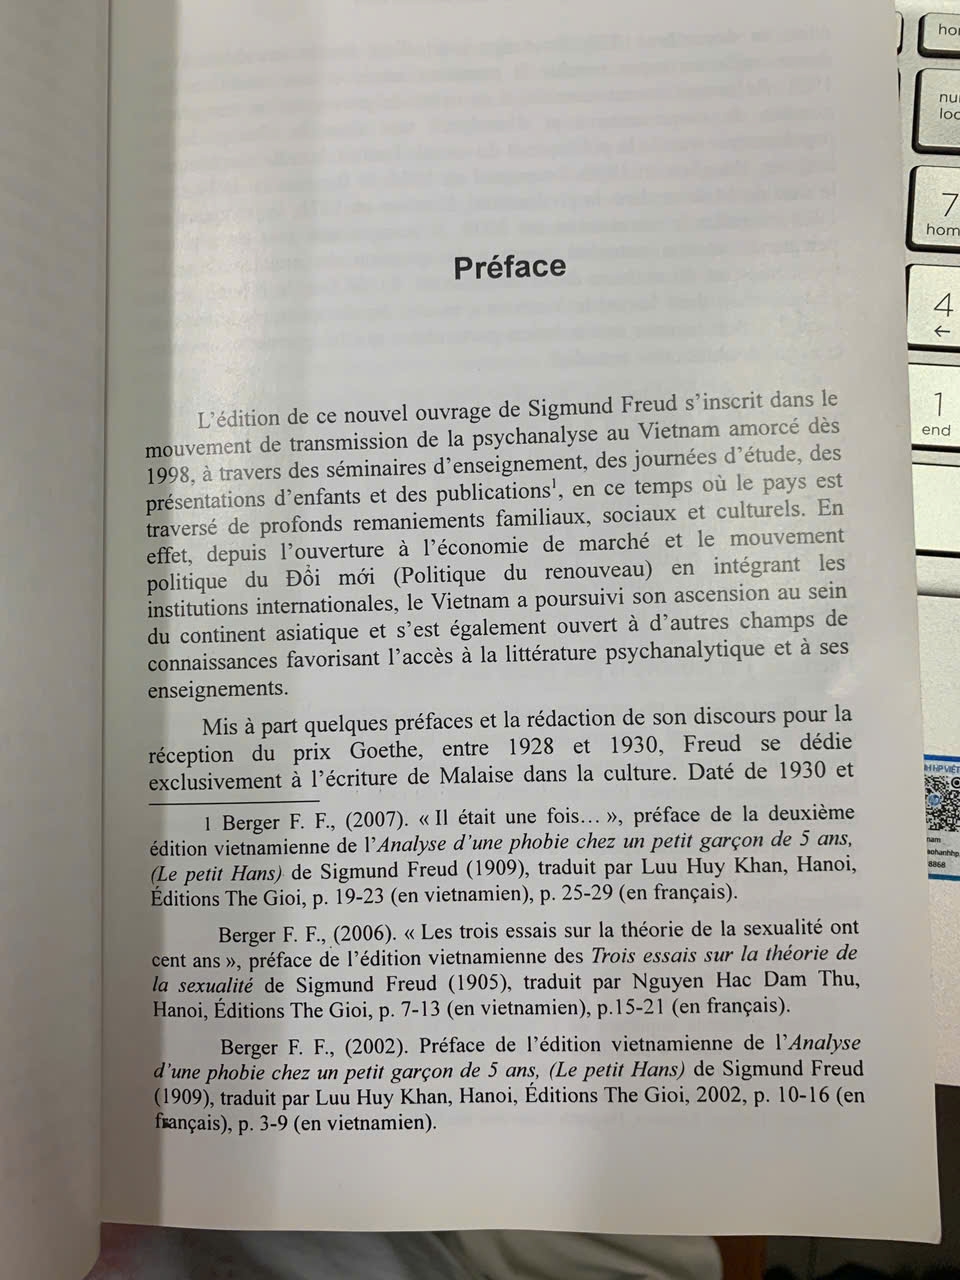 Préface
L’édition de ce nouvel ouvrage de Sigmund Freud s’inscrit dans le
mouvement de transmission de la psychanalyse au Vietnam amorcé dès
1998, à travers des séminaires d’enseignement, des journées d’étude, des
présentations d’enfants et des publications¹, en ce temps où le pays est
traversé de profonds remaniements familiaux, sociaux et culturels. En
effet, depuis l’ouverture à l’économie de marché et le mouvement
politique du Đổi mới (Politique du renouveau) en intégrant les
institutions internationales, le Vietnam a poursuivi son ascension au sein
du continent asiatique et s’est également ouvert à d’autres champs de
connaissances favorisant l’accès à la littérature psychanalytique et à ses
enseignements.
Mis à part quelques préfaces et la rédaction de son discours pour la
réception du prix Goethe, entre 1928 et 1930, Freud se dédie
exclusivement à l’écriture de Malaise dans la culture. Daté de 1930 et
1 Berger F. F., (2007). « Il était une fois… », préface de la deuxième
édition vietnamienne de l’Analyse d’une phobie chez un petit garçon de 5 ans,
(Le petit Hans) de Sigmund Freud (1909), traduit par Luu Huy Khan, Hanoi,
Éditions The Gioi, p. 19-23 (en vietnamien), p. 25-29 (en français).
Berger F. F., (2006). « Les trois essais sur la théorie de la sexualité ont
cent ans », préface de l’édition vietnamienne des Trois essais sur la théorie de
la sexualité de Sigmund Freud (1905), traduit par Nguyen Hac Dam Thu,
Hanoi, Éditions The Gioi, p. 7-13 (en vietnamien), p.15-21 (en français).
Berger F. F., (2002). Préface de l’édition vietnamienne de l’Analyse
d’une phobie chez un petit garçon de 5 ans, (Le petit Hans) de Sigmund Freud
(1909), traduit par Luu Huy Khan, Hanoi, Éditions The Gioi, 2002, p. 10-16 (en
français), p. 3-9 (en vietnamien).
7
hom
4
←
1
end
8868